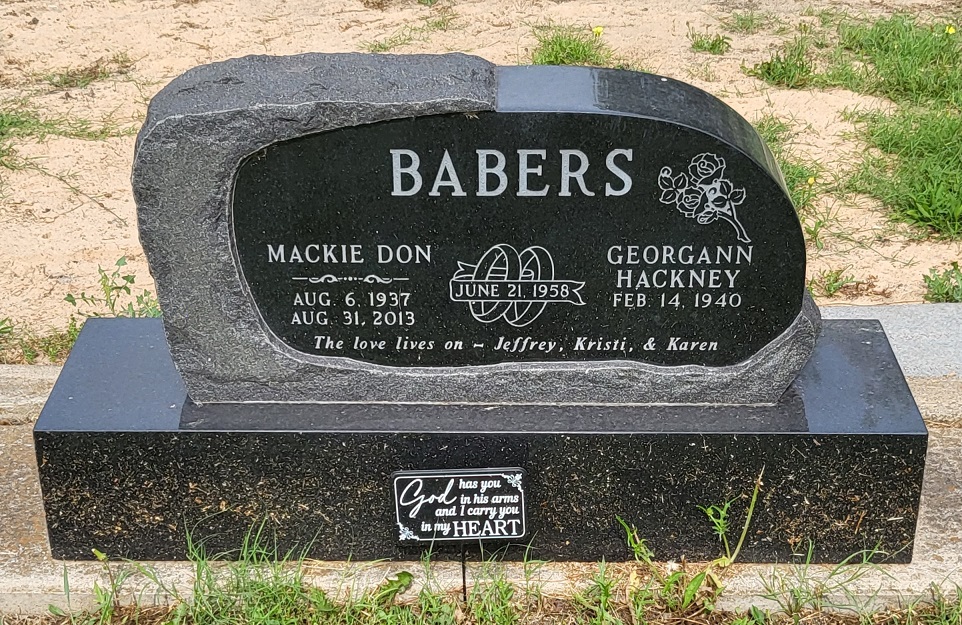 BABERS
MACKIE DON
AUG. 6, 1937
AUG. 31, 2013
JUNE 21 1958
GEORGANN
HACKNEY
FEB. 14, 1940
The love lives on ~ Jeffrey, Kristi, & Karen
God has you
in his arms
and I carry you
in my HEART